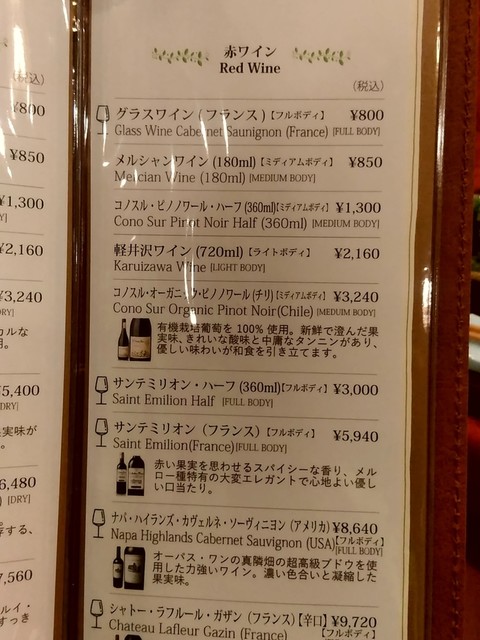 (税込)
¥800
¥850
¥1,300
¥2,160
¥3,240
¥5,400
DRY]
6,480
[DRY]
7,560
赤ワイン
Red Wine
(税込)
グラスワイン ( フランス )【フルボディ】 ¥800
Glass Wine Cabernet Saunignon (France) [FULL BODY]
メルシャンワイン (180ml)【ミディアムボディ】 ¥850
Mercian Wine (180ml) [MEDIUM BODY]
コノスル・ピノノワール・ハーフ (360ml)【ミディアムボディ】 ¥1,300
Cono Sur Pinot Noir Half (360ml) [MEDIUM BODY]
軽井沢ワイン (720ml)【ライトボディ】 ¥2,160
Karuizawa Wine [LIGHT BODY]
コノスル・オーガニック・ピノノワール (チリ)【ミディアムボディ】 ¥3,240
Cono Sur Organic Pinot Noir(Chile) [MEDUIM BODY]
有機栽培葡萄を 100% 使用。新鮮で澄んだ果
実味、きれいな酸味と中庸なタンニンがあり、
優しい味わいが和食を引き立てます。
サンテミリオン・ハーフ (360ml)【フルボディ】 ¥3,000
Saint Emilion Half [FULL BODY]
サンテミリオン ( フランス )【フルボディ】 ¥5,940
Saint Emilion(France)[FULL BODY]
赤い果実を思わせるスパイシーな香り、メル
ロー種特有の大変エレガントで心地よい優し
い口当たり。
ナパ・ハイランズ・カヴェルネ・ソーヴィニヨン (アメリカ) ¥8,640
Napa Highlands Cabernet Sauvignon (USA)【フルボディ】
[FULL BODY]
オーパス・ワンの真隣畑の超高級ブドウを使
用した力強いワイン。濃い色合いと凝縮した
果実味。
シャトー・ラフルール・ガザン (フランス)【辛口】 ¥9,720
Chateau Lafleur Gazin (France) 【フルボディ】